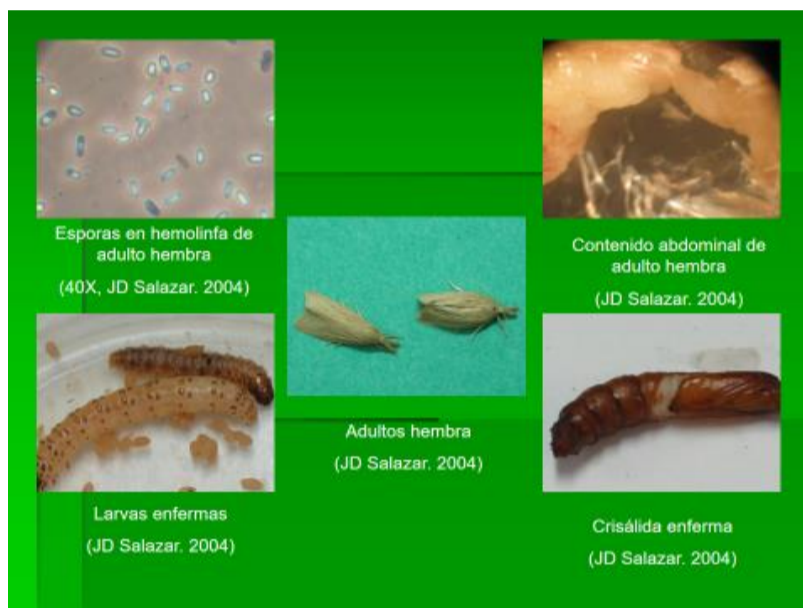 Esporas en hemolinfa de
adulto hembra
(40X, JD Salazar. 2004)
Contenido abdominal de
adulto hembra
(JD Salazar. 2004)
Adultos hembra
(JD Salazar. 2004)
Larvas enfermas
(JD Salazar. 2004)
Crisálida enferma
(JD Salazar. 2004)